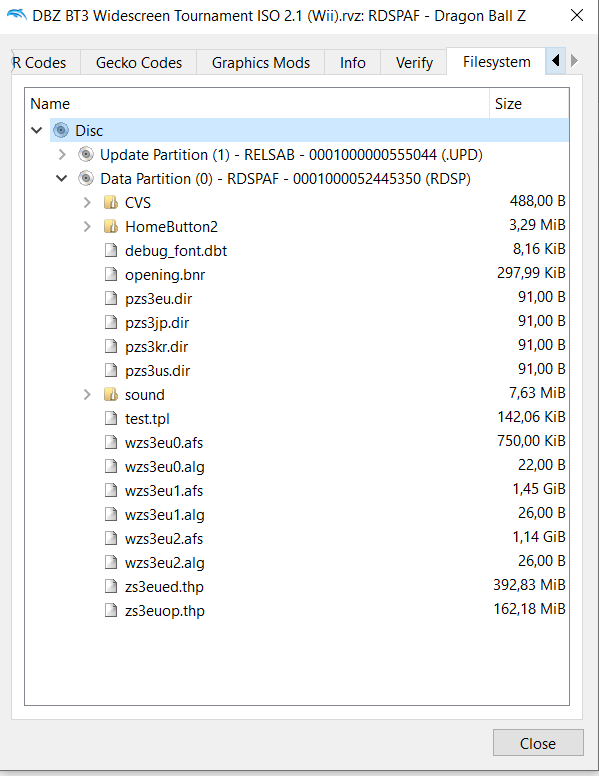 DBZ BT3 Widescreen Tournament ISO 2.1 (Wii).rvz: RDSPAF - Dragon Ball Z
R Codes Gecko Codes Graphics Mods Info Verify Filesystem
Name Size
Disc
Update Partition (1) - RELSAB - 0001000000555044 (.UPD)
Data Partition (0) - RDSPAF - 0001000052445350 (RDSP)
CVS 488,00 B
HomeButton2 3,29 MiB
debug_font.dbt 8,16 KiB
opening.bnr 297,99 KiB
pzs3eu.dir 91,00 B
pzs3jp.dir 91,00 B
pzs3kr.dir 91,00 B
pzs3us.dir 91,00 B
sound 7,63 MiB
test.tpl 142,06 KiB
wzs3eu0.afs 750,00 KiB
wzs3eu0.alg 22,00 B
wzs3eu1.afs 1,45 GiB
wzs3eu1.alg 26,00 B
wzs3eu2.afs 1,14 GiB
wzs3eu2.alg 26,00 B
zs3eued.thp 392,83 MiB
zs3euop.thp 162,18 MiB
Close